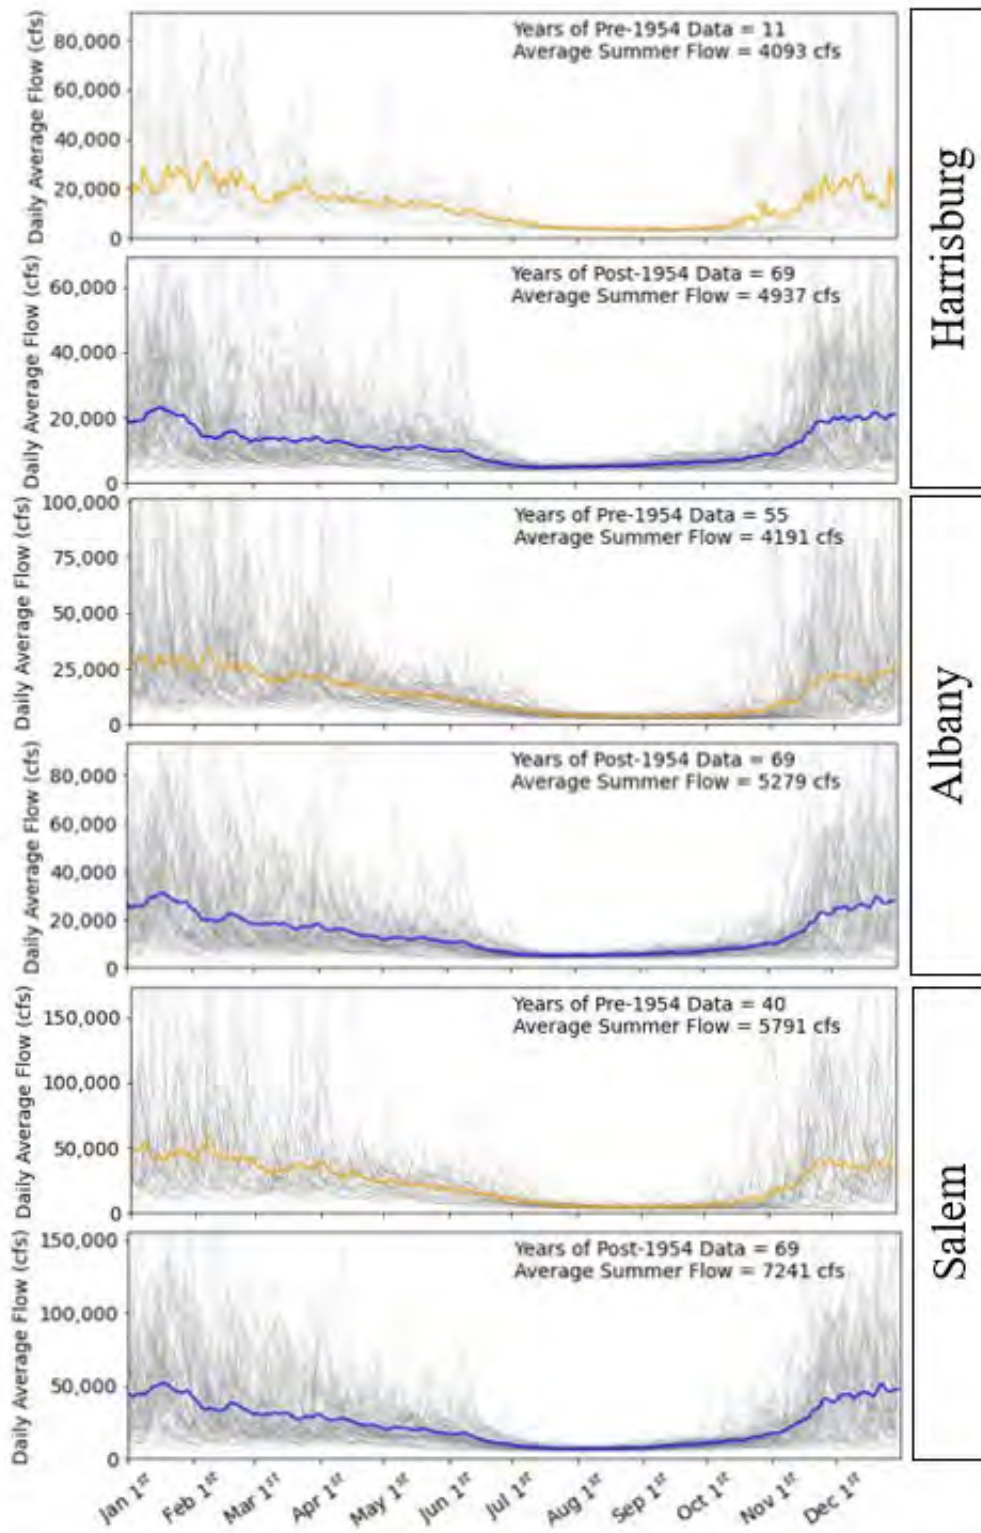 Daily Average Flow (cfs)
80,000
60,000
40,000
20,000
0
Years of Pre-1954 Data = 11
Average Summer Flow = 4093 cfs
Harrisburg
Daily Average Flow (cfs)
60,000
40,000
20,000
0
Years of Post-1954 Data = 69
Average Summer Flow = 4937 cfs
Daily Average Flow (cfs)
100,000
75,000
50,000
25,000
0
Years of Pre-1954 Data = 55
Average Summer Flow = 4191 cfs
Albany
Daily Average Flow (cfs)
80,000
60,000
40,000
20,000
0
Years of Post-1954 Data = 69
Average Summer Flow = 5279 cfs
Daily Average Flow (cfs)
150,000
100,000
50,000
0
Years of Pre-1954 Data = 40
Average Summer Flow = 5791 cfs
Salem
Daily Average Flow (cfs)
150,000
100,000
50,000
0
Years of Post-1954 Data = 69
Average Summer Flow = 7241 cfs
Jan 1st
Feb 1st
Mar 1st
Apr 1st
May 1st
Jun 1st
Jul 1st
Aug 1st
Sep 1st
Oct 1st
Nov 1st
Dec 1st